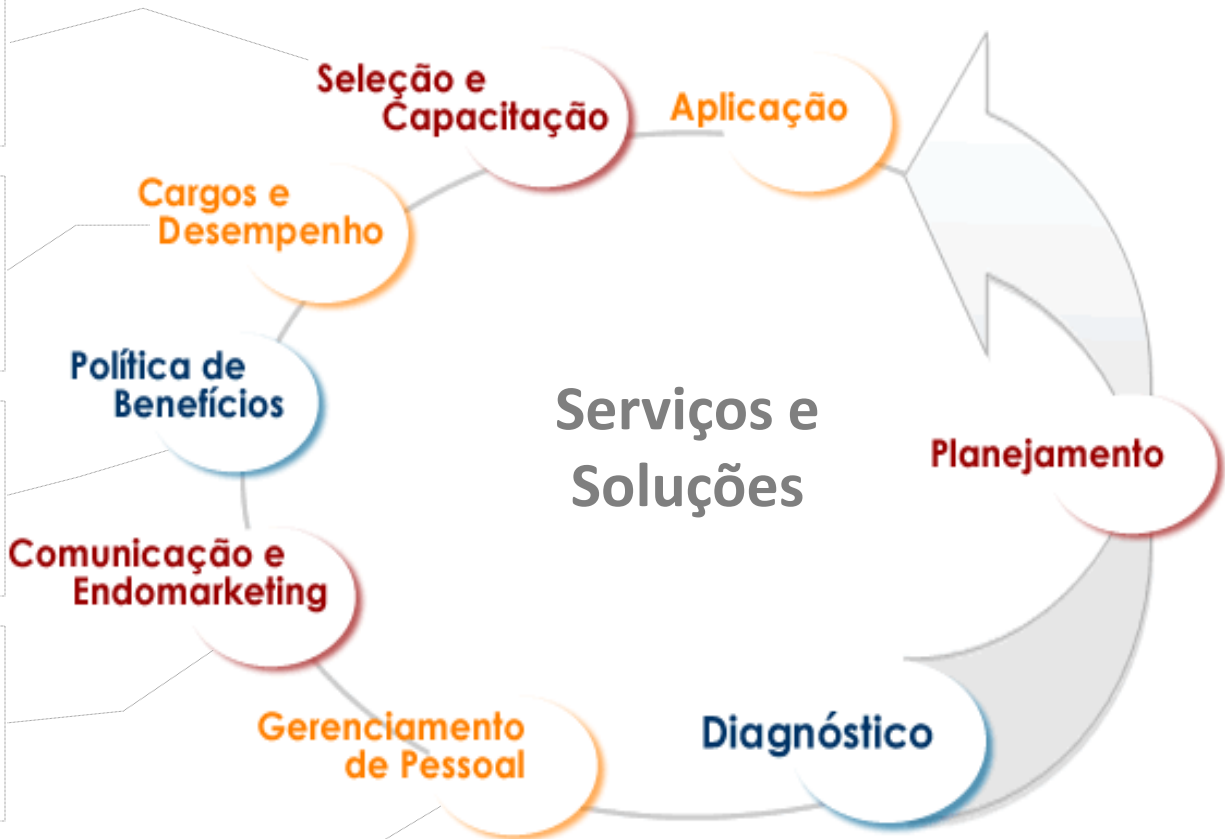 Seleção e
Capacitação
Aplicação
Cargos e
Desempenho
Política de
Benefícios
Serviços e
Soluções
Planejamento
Comunicação e
Endomarketing
Gerenciamento
de Pessoal
Diagnóstico